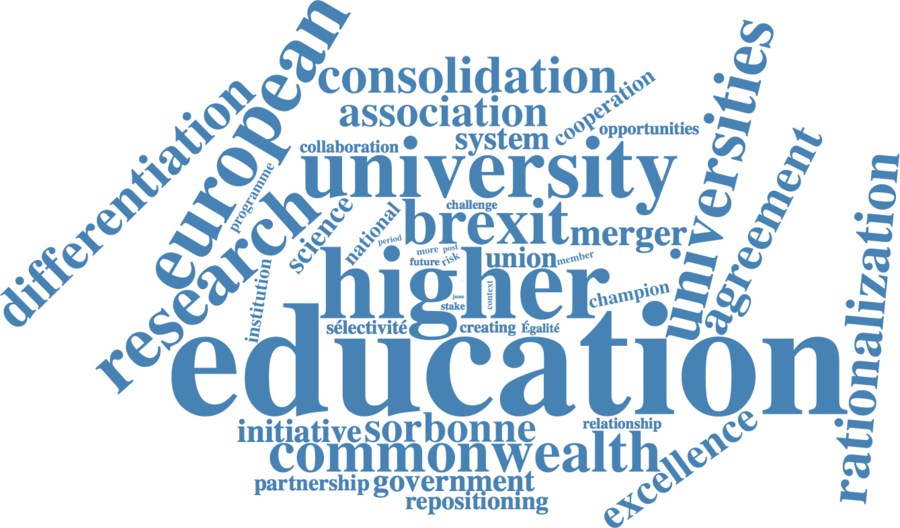 european
consolidation
universities
differentiation
association
cooperation
system
opportunities
collaboration
university
agreement
programme
research
science
national
challenge
brexit
merger
rationalization
period
more
post
future
risk
union
member
institution
higher
context
champion
june
stake
sélectivité
creating
Égalité
education
initiative
sorbonne
relationship
commonwealth
excellence
partnership
government
repositioning